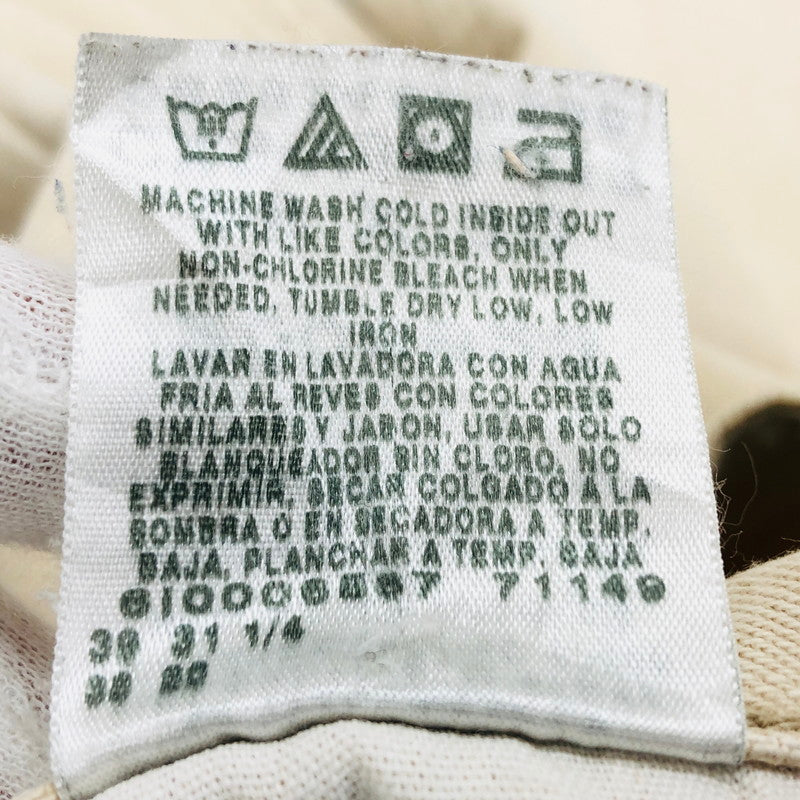 MACHINE WASH COLD INSIDE OUT
WITH LIKE COLORS, ONLY
NON-CHLORINE BLEACH WHEN
NEEDED, TUMBLE DRY LOW, LOW
IRON
LAVAR EN LAVADORA CON AGUA
FRIA AL REVES CON COLORES
SIMILARES Y JABON, USAR SOLO
BLANQUEADOR SIN CLORO, NO
EXPRIMIR, SECAR COLGADO A LA
SOMBRA O EN SECADORA A TEMP.
BAJA, PLANCHAR A TEMP. BAJA
71149
31 1/4